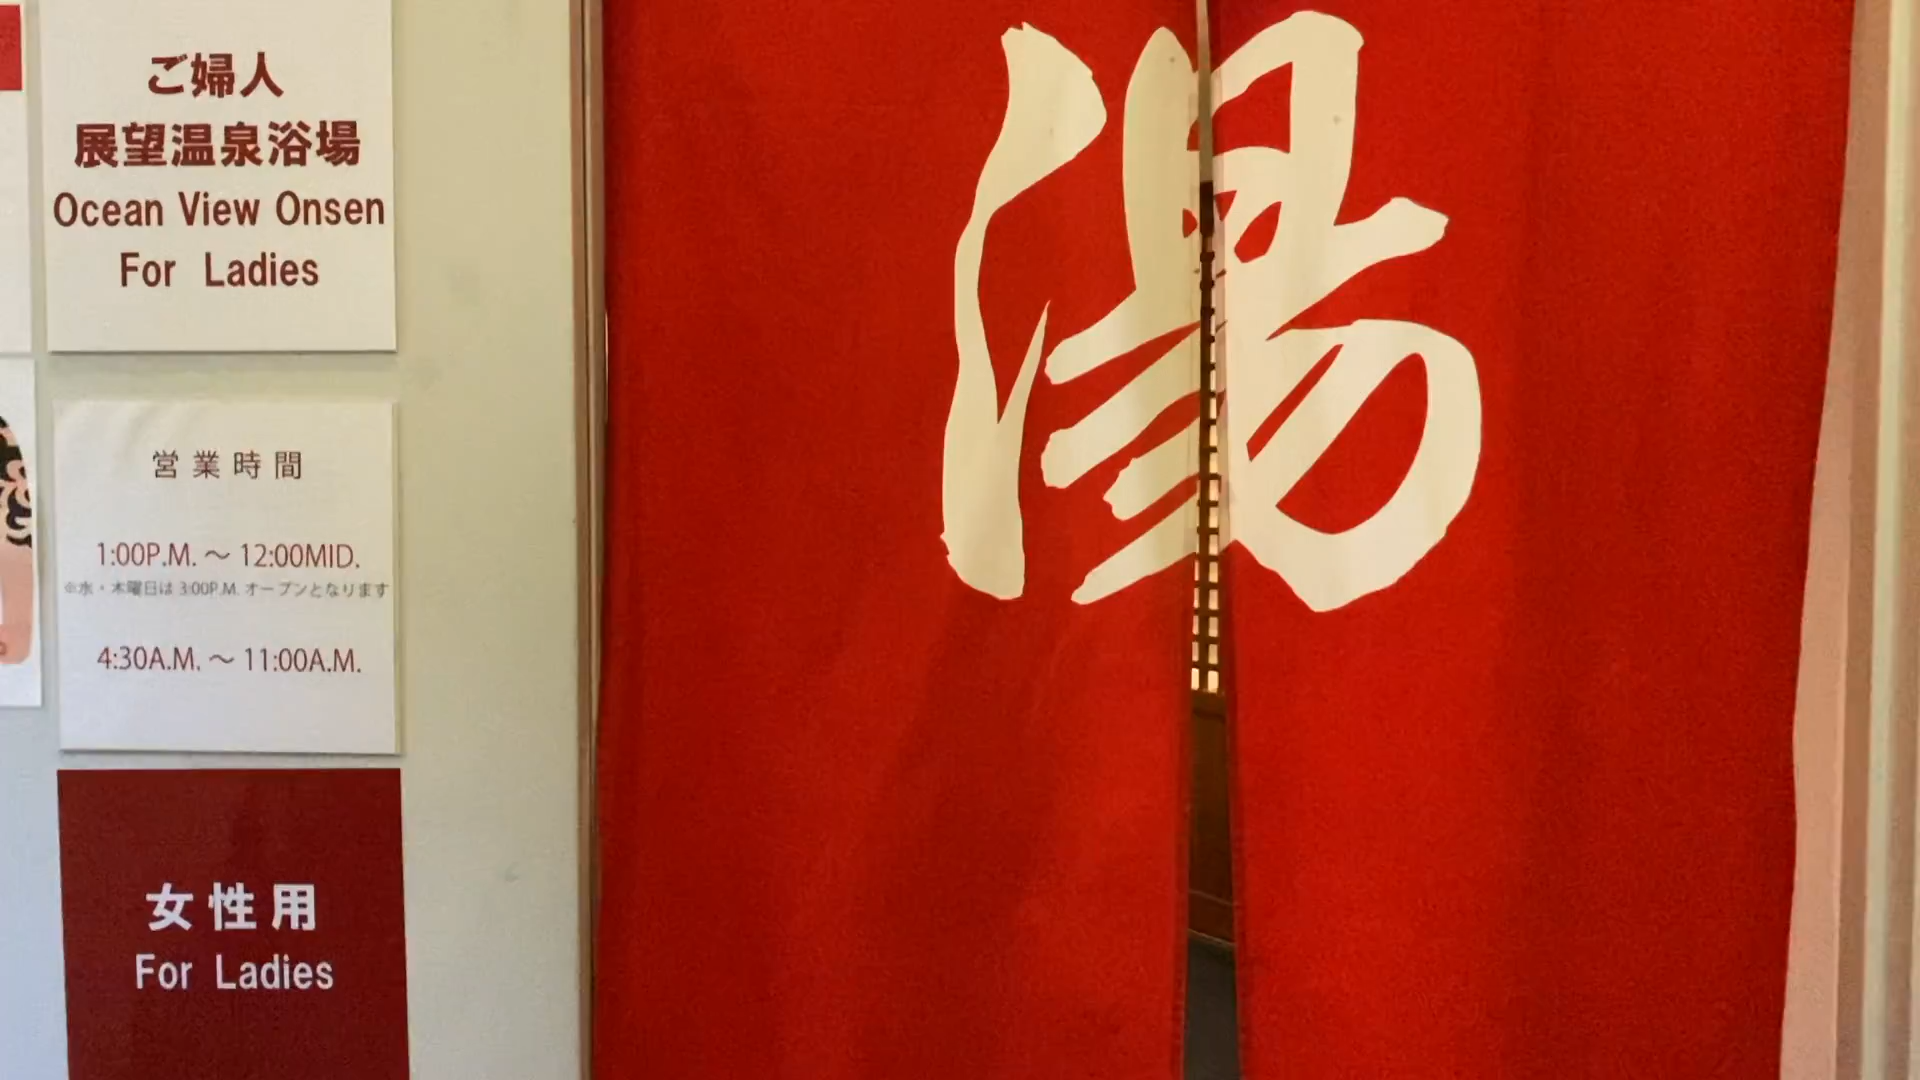 ご婦人
展望温泉浴場
Ocean View Onsen
For Ladies
営業時間
1:00P.M. ～ 12:00MID.
※水・木曜日は 3:00P.M. オープンとなります
4:30A.M. ～ 11:00A.M.
女性用
For Ladies
湯